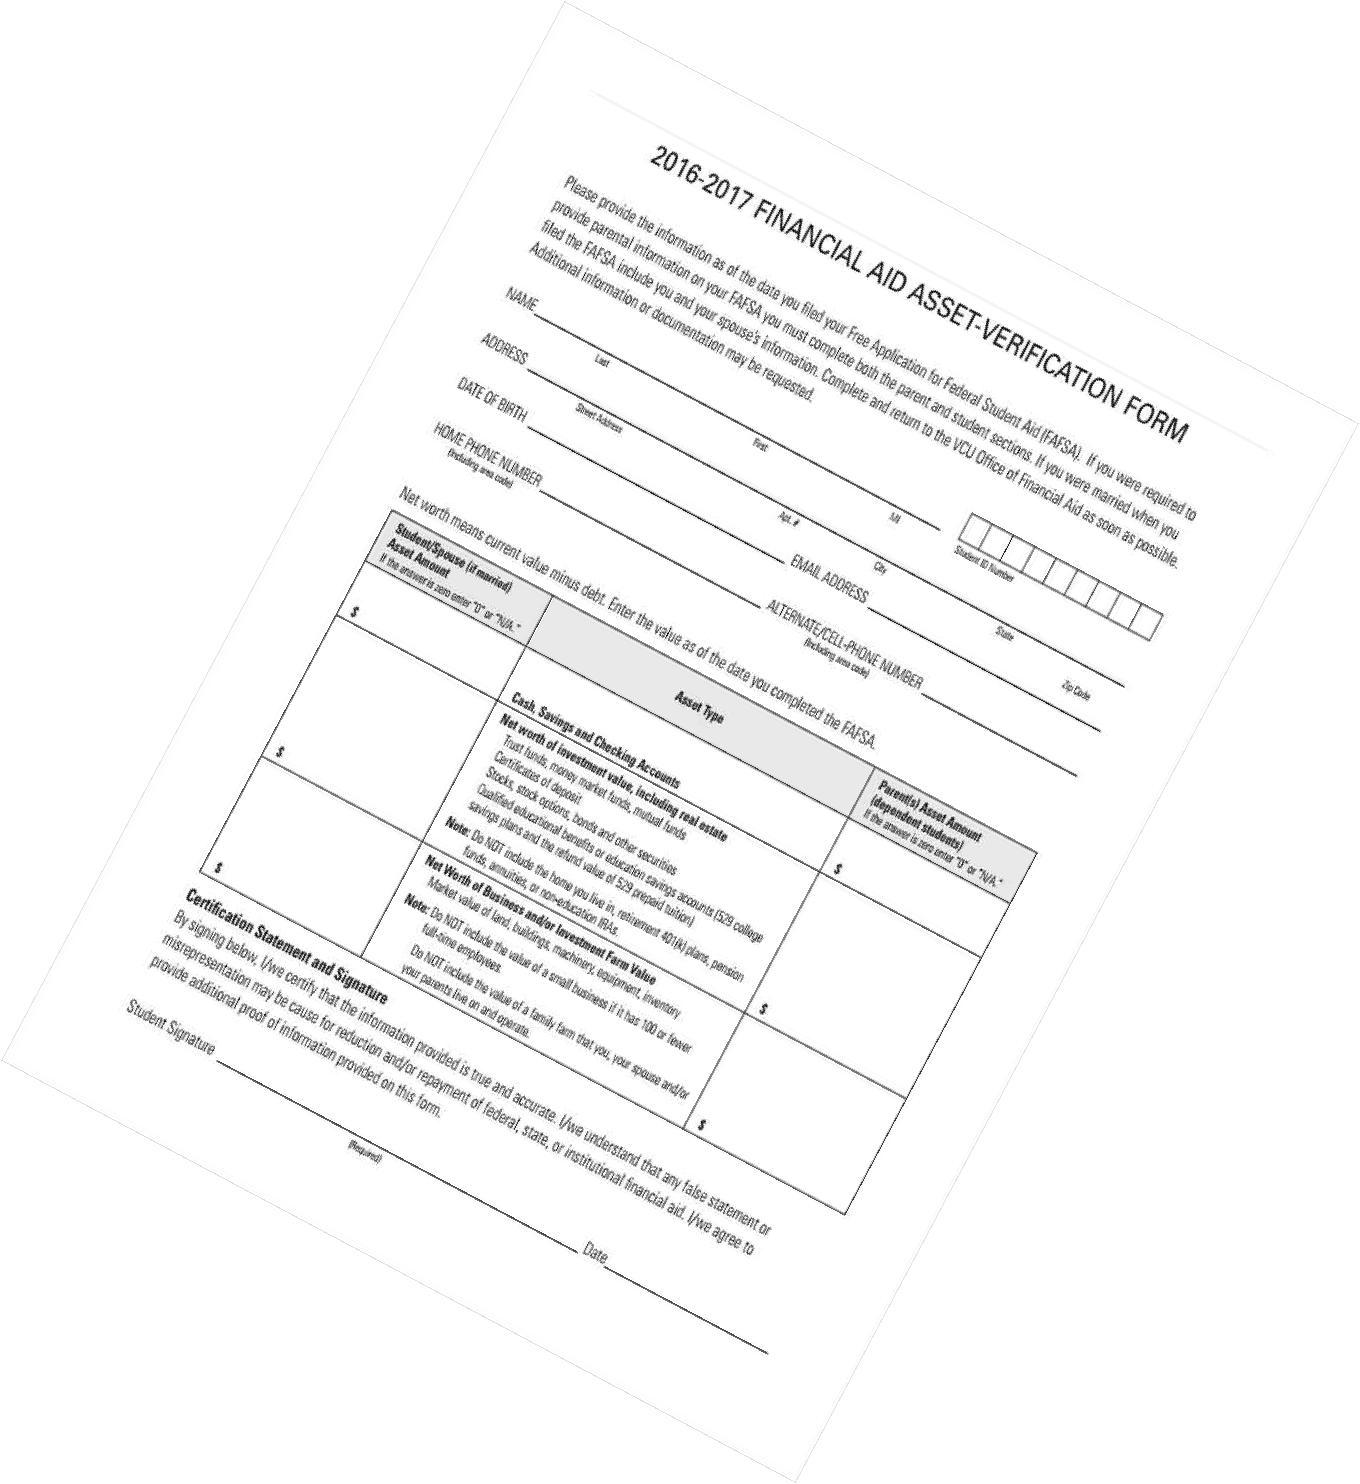 2016-2017 FINANCIAL AID ASSET-VERIFICATION FORM
Please provide the information as of the date you filed your Free Application for Federal Student Aid (FAFSA). If you were required to
provide parental information on your FAFSA you must complete both the parent and student sections. If you were married when you
filed the FAFSA include you and your spouse's information. Complete and return to the VCU Office of Financial Aid as soon as possible.
Additional information or documentation may be requested.
NAME
Last First MI
Student ID Number
ADDRESS
Street Address Apt. # City State Zip Code
DATE OF BIRTH EMAIL ADDRESS
HOME PHONE NUMBER ALTERNATE/CELL-PHONE NUMBER
(Including area code) (Including area code)
Net worth means current value minus debt. Enter the value as of the date you completed the FAFSA.
Student/Spouse (if married)
Asset Amount
If the answer is zero enter "0" or "N/A."
Asset Type
Parent(s) Asset Amount
(dependent students)
If the answer is zero enter "0" or "N/A."
$
Cash, Savings and Checking Accounts
$
$
Net worth of investment value, including real estate
Trust funds, money market funds, mutual funds
Certificates of deposit
Stocks, stock options, bonds and other securities
Qualified educational benefits or education savings accounts (529 college
savings plans and the refund value of 529 prepaid tuition)
Note: Do NOT include the home you live in, retirement 401(k) plans, pension
funds, annuities, or non-education IRAs.
$
$
Net Worth of Business and/or Investment Farm Value
Market value of land, buildings, machinery, equipment, inventory
Note: Do NOT include the value of a small business if it has 100 or fewer
full-time employees.
Do NOT include the value of a family farm that you, your spouse and/or
your parents live on and operate.
$
Certification Statement and Signature
By signing below, I/we certify that the information provided is true and accurate. I/we understand that any false statement or
misrepresentation may be cause for reduction and/or repayment of federal, state, or institutional financial aid. I/we agree to
provide additional proof of information provided on this form.
Student Signature Date
(Required)